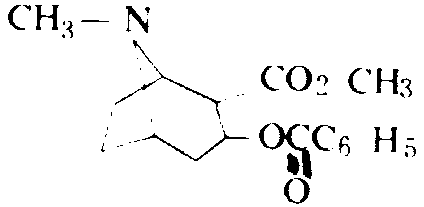 CH₃–N
CO₂ CH₃
OCC₆ H₅
O